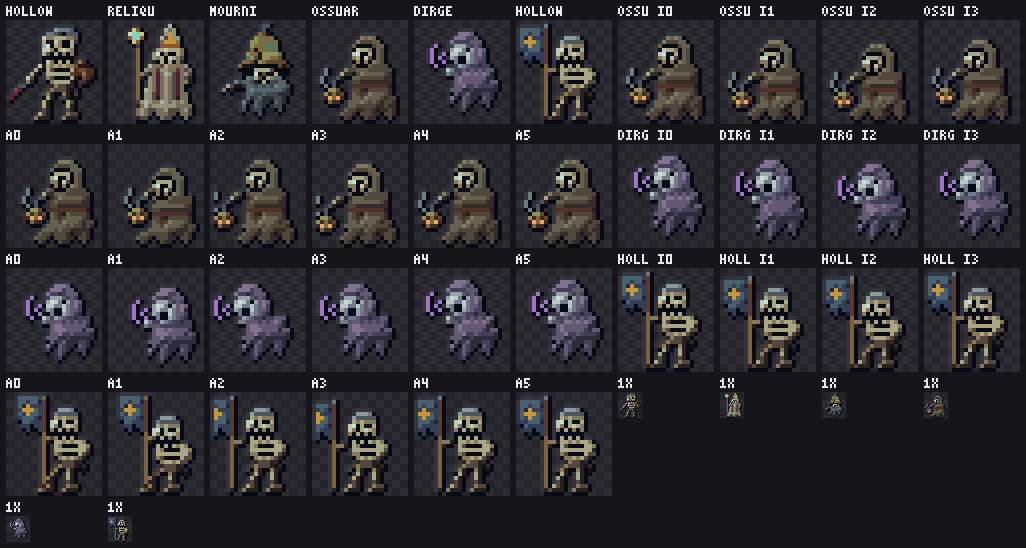 HOLLOW RELIQU MOURNI OSSUAR DIRGE HOLLOW OSSU I0 OSSU I1 OSSU I2 OSSU I3
A0 A1 A2 A3 A4 A5 DIRG I0 DIRG I1 DIRG I2 DIRG I3
A0 A1 A2 A3 A4 A5 HOLL I0 HOLL I1 HOLL I2 HOLL I3
A0 A1 A2 A3 A4 A5 1X 1X 1X 1X
1X 1X